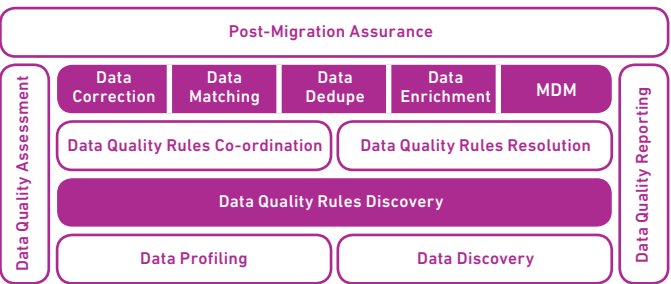 Post-Migration Assurance
Data Quality Assessment
Data
Correction
Data
Matching
Data
Dedupe
Data
Enrichment
MDM
Data Quality Rules Co-ordination
Data Quality Rules Resolution
Data Quality Rules Discovery
Data Profiling
Data Discovery
Data Quality Reporting